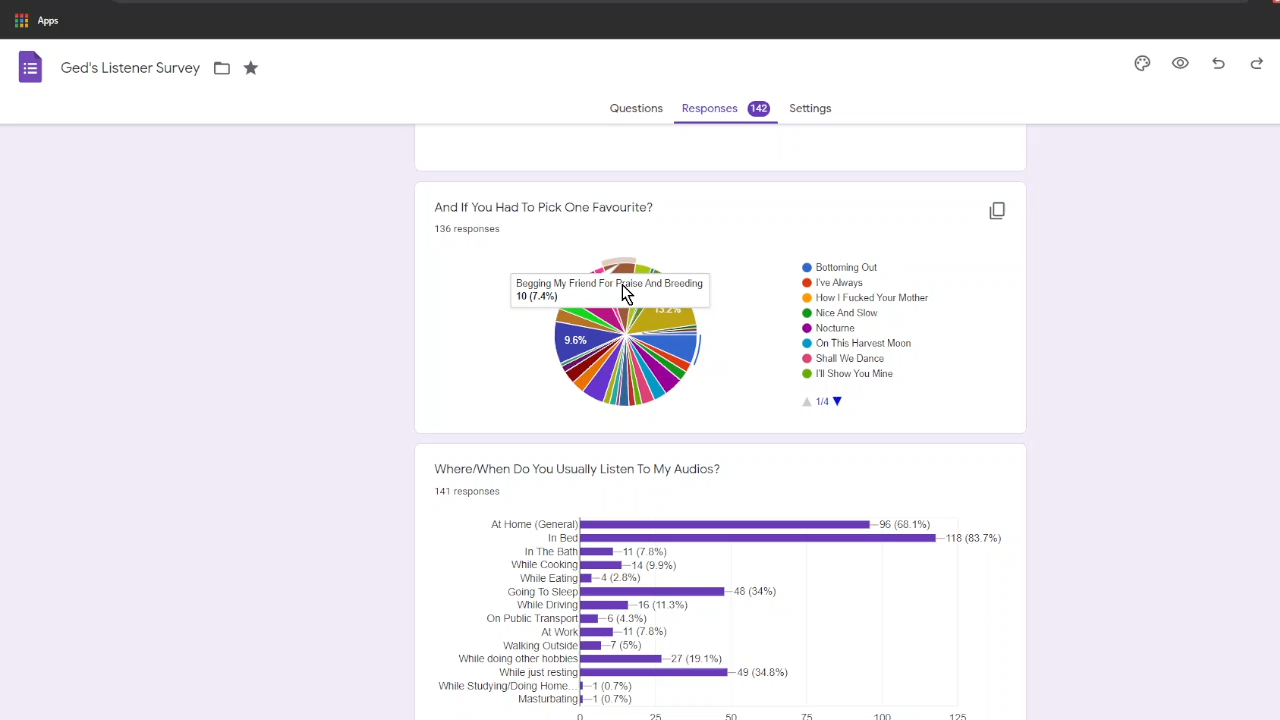 Apps
Ged's Listener Survey
Questions
Responses 142
Settings
And If You Had To Pick One Favourite?
136 responses
Begging My Friend For Praise And Breeding
10 (7.4%)
13.2%
9.6%
Bottoming Out
I've Always
How I Fucked Your Mother
Nice And Slow
Nocturne
On This Harvest Moon
Shall We Dance
I'll Show You Mine
1/4
Where/When Do You Usually Listen To My Audios?
141 responses
At Home (General) 96 (68.1%)
In Bed 118 (83.7%)
In The Bath 11 (7.8%)
While Cooking 14 (9.9%)
While Eating 4 (2.8%)
Going To Sleep 48 (34%)
While Driving 16 (11.3%)
On Public Transport 6 (4.3%)
At Work 11 (7.8%)
Walking Outside 7 (5%)
While doing other hobbies 27 (19.1%)
While just resting 49 (34.8%)
While Studying/Doing Home... 1 (0.7%)
Masturbating 1 (0.7%)
0 25 50 75 100 125